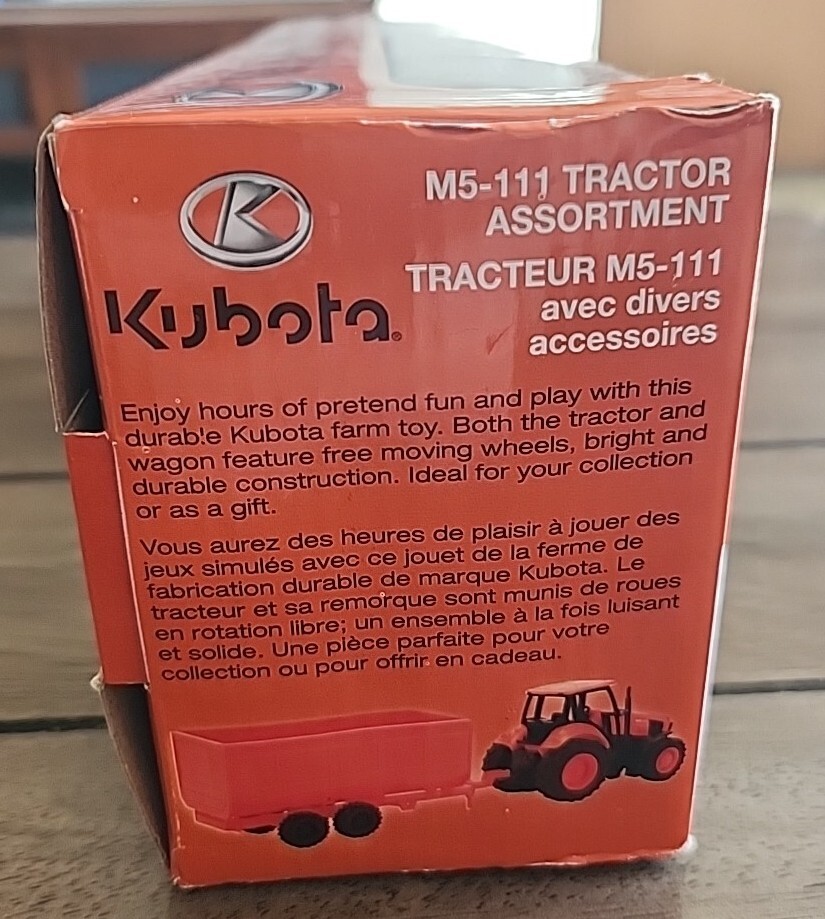 M5-111 TRACTOR
ASSORTMENT
TRACTEUR M5-111
avec divers
accessoires
K
Kubota®
Enjoy hours of pretend fun and play with this
durable Kubota farm toy. Both the tractor and
wagon feature free moving wheels, bright and
durable construction. Ideal for your collection
or as a gift.
Vous aurez des heures de plaisir à jouer des
jeux simulés avec ce jouet de la ferme de
fabrication durable de marque Kubota. Le
tracteur et sa remorque sont munis de roues
en rotation libre; un ensemble à la fois luisant
et solide. Une pièce parfaite pour votre
collection ou pour offrir en cadeau.